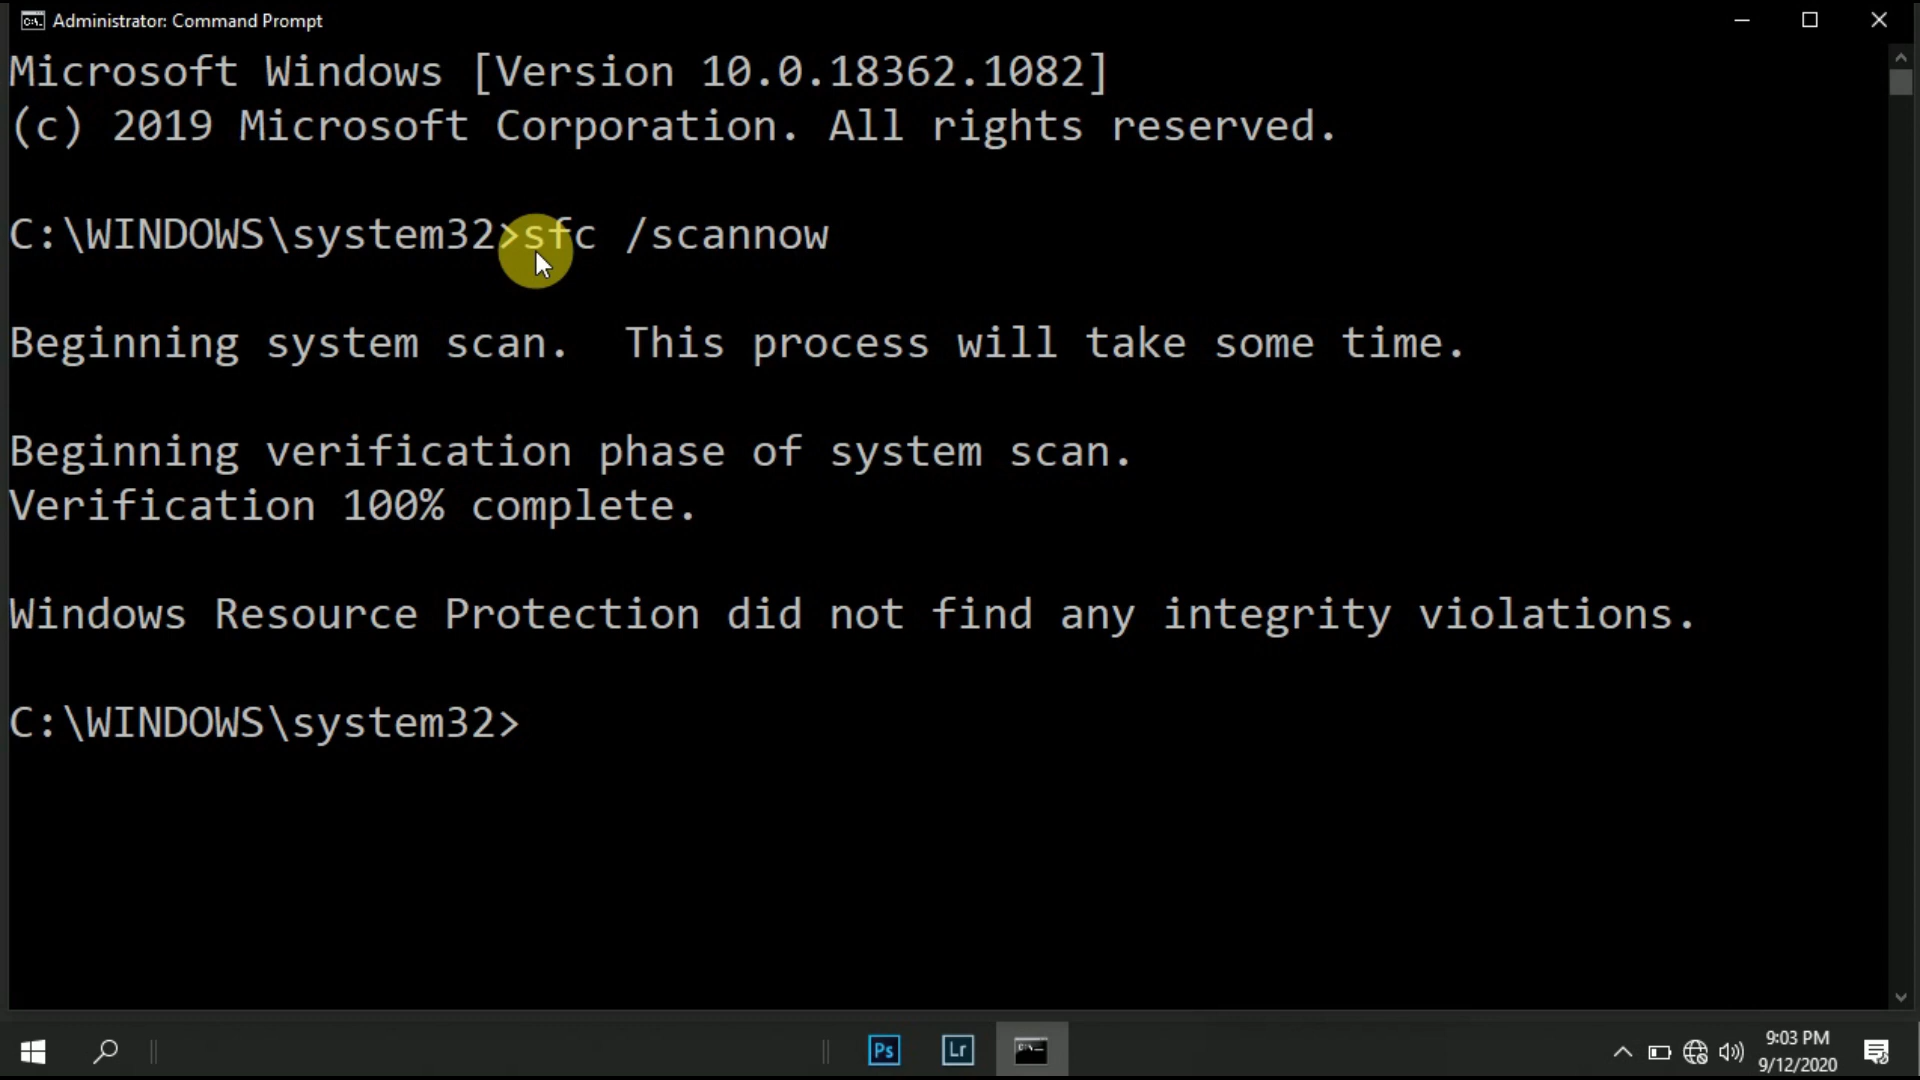 Administrator: Command Prompt
Microsoft Windows [Version 10.0.18362.1082]
(c) 2019 Microsoft Corporation. All rights reserved.
C:\WINDOWS\system32>sfc /scannow
Beginning system scan.  This process will take some time.
Beginning verification phase of system scan.
Verification 100% complete.
Windows Resource Protection did not find any integrity violations.
C:\WINDOWS\system32>
Ps
Lr
9:03 PM
9/12/2020